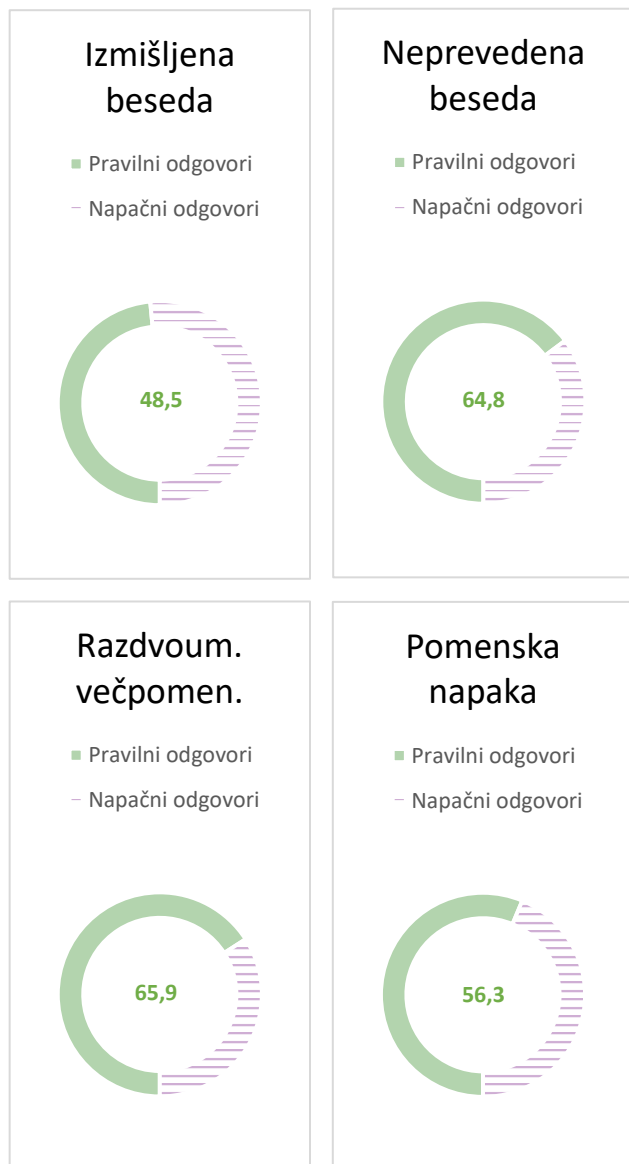 Izmišljena
beseda
Pravilni odgovori
Napačni odgovori
48,5
Neprevedena
beseda
Pravilni odgovori
Napačni odgovori
64,8
Razdvoum.
večpomen.
Pravilni odgovori
Napačni odgovori
65,9
Pomenska
napaka
Pravilni odgovori
Napačni odgovori
56,3